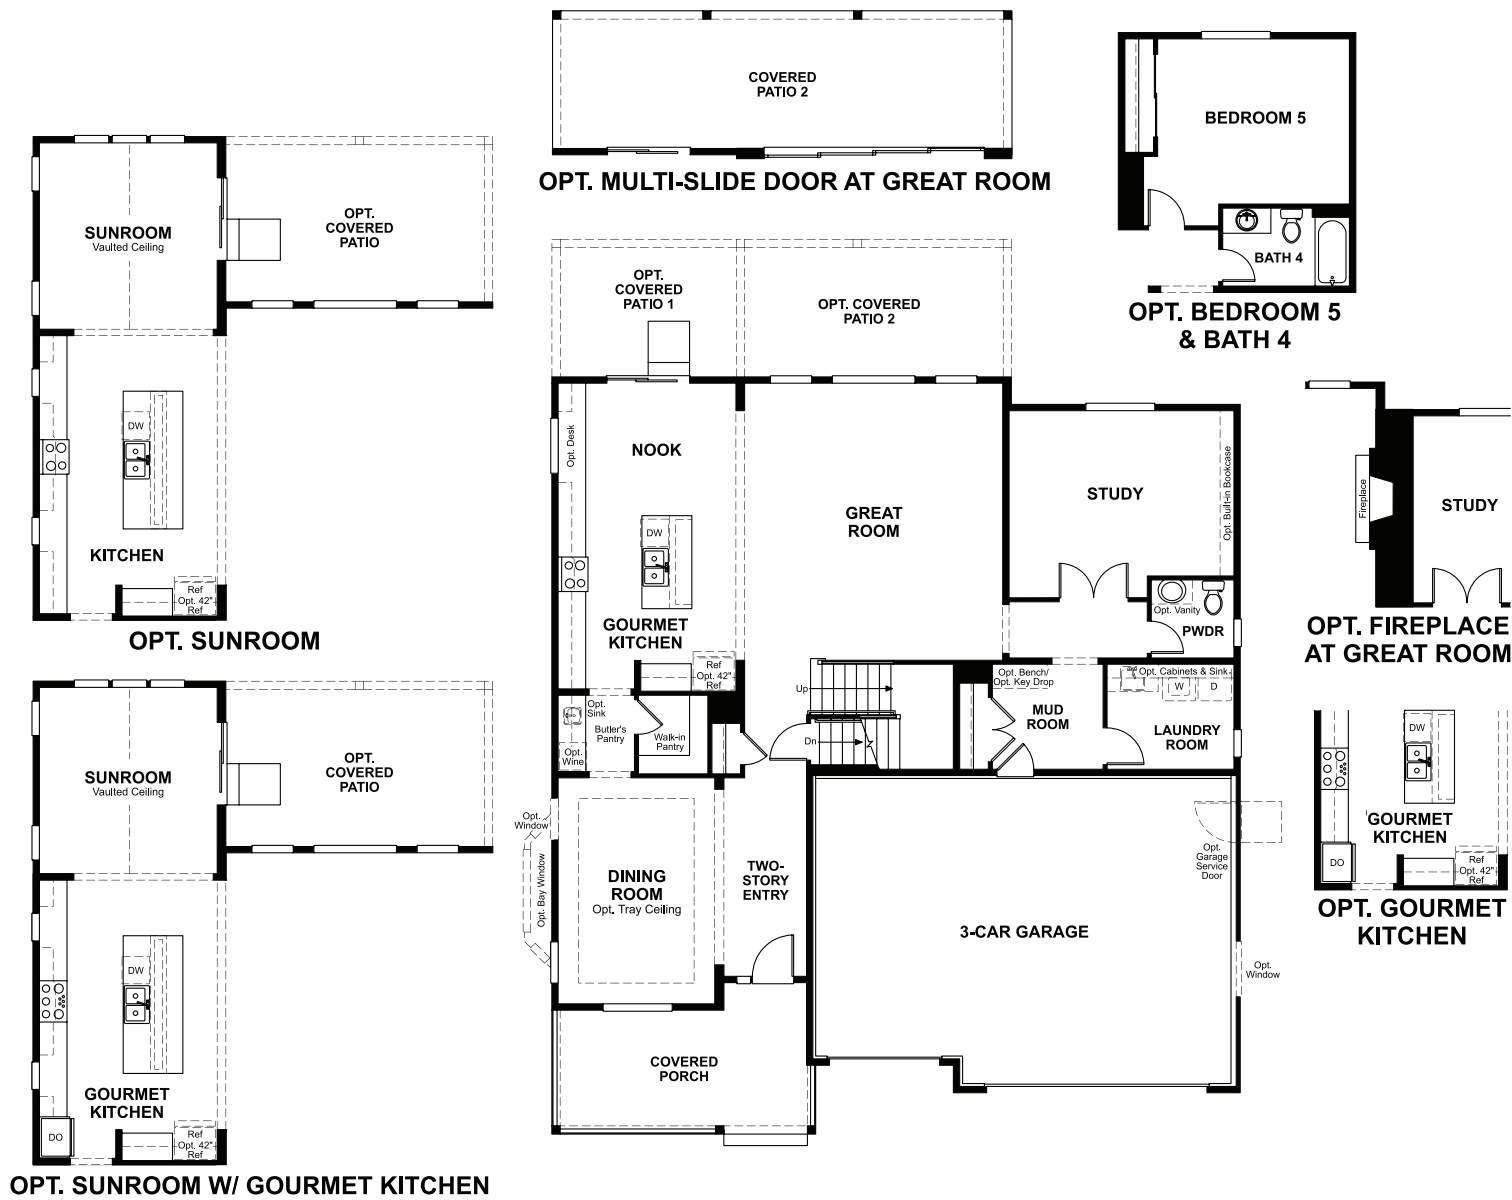 COVERED
PATIO 2
OPT. MULTI-SLIDE DOOR AT GREAT ROOM
BEDROOM 5
BATH 4
OPT. BEDROOM 5
& BATH 4
SUNROOM
Vaulted Ceiling
OPT.
COVERED
PATIO
DW
KITCHEN
Ref
Opt. 42"
Ref
OPT. SUNROOM
OPT.
COVERED
PATIO 1
OPT. COVERED
PATIO 2
Opt. Desk
NOOK
DW
GREAT
ROOM
GOURMET
KITCHEN
Ref
Opt. 42"
Ref
STUDY
Opt. Built-in Bookcase
Opt. Vanity
PWDR
Up
Dn
Opt. Bench/
Opt. Key Drop
MUD
ROOM
Opt. Cabinets & Sink
W
D
LAUNDRY
ROOM
Opt.
Sink
Butler's
Pantry
Opt.
Wine
Walk-in
Pantry
Opt.
Window
Opt. Bay Window
DINING
ROOM
Opt. Tray Ceiling
TWO-
STORY
ENTRY
3-CAR GARAGE
Opt.
Garage
Service
Door
Opt.
Window
COVERED
PORCH
Fireplace
STUDY
OPT. FIREPLACE
AT GREAT ROOM
DW
GOURMET
KITCHEN
DO
Ref
Opt. 42"
Ref
OPT. GOURMET
KITCHEN
SUNROOM
Vaulted Ceiling
OPT.
COVERED
PATIO
DW
GOURMET
KITCHEN
DO
Ref
Opt. 42"
Ref
OPT. SUNROOM W/ GOURMET KITCHEN